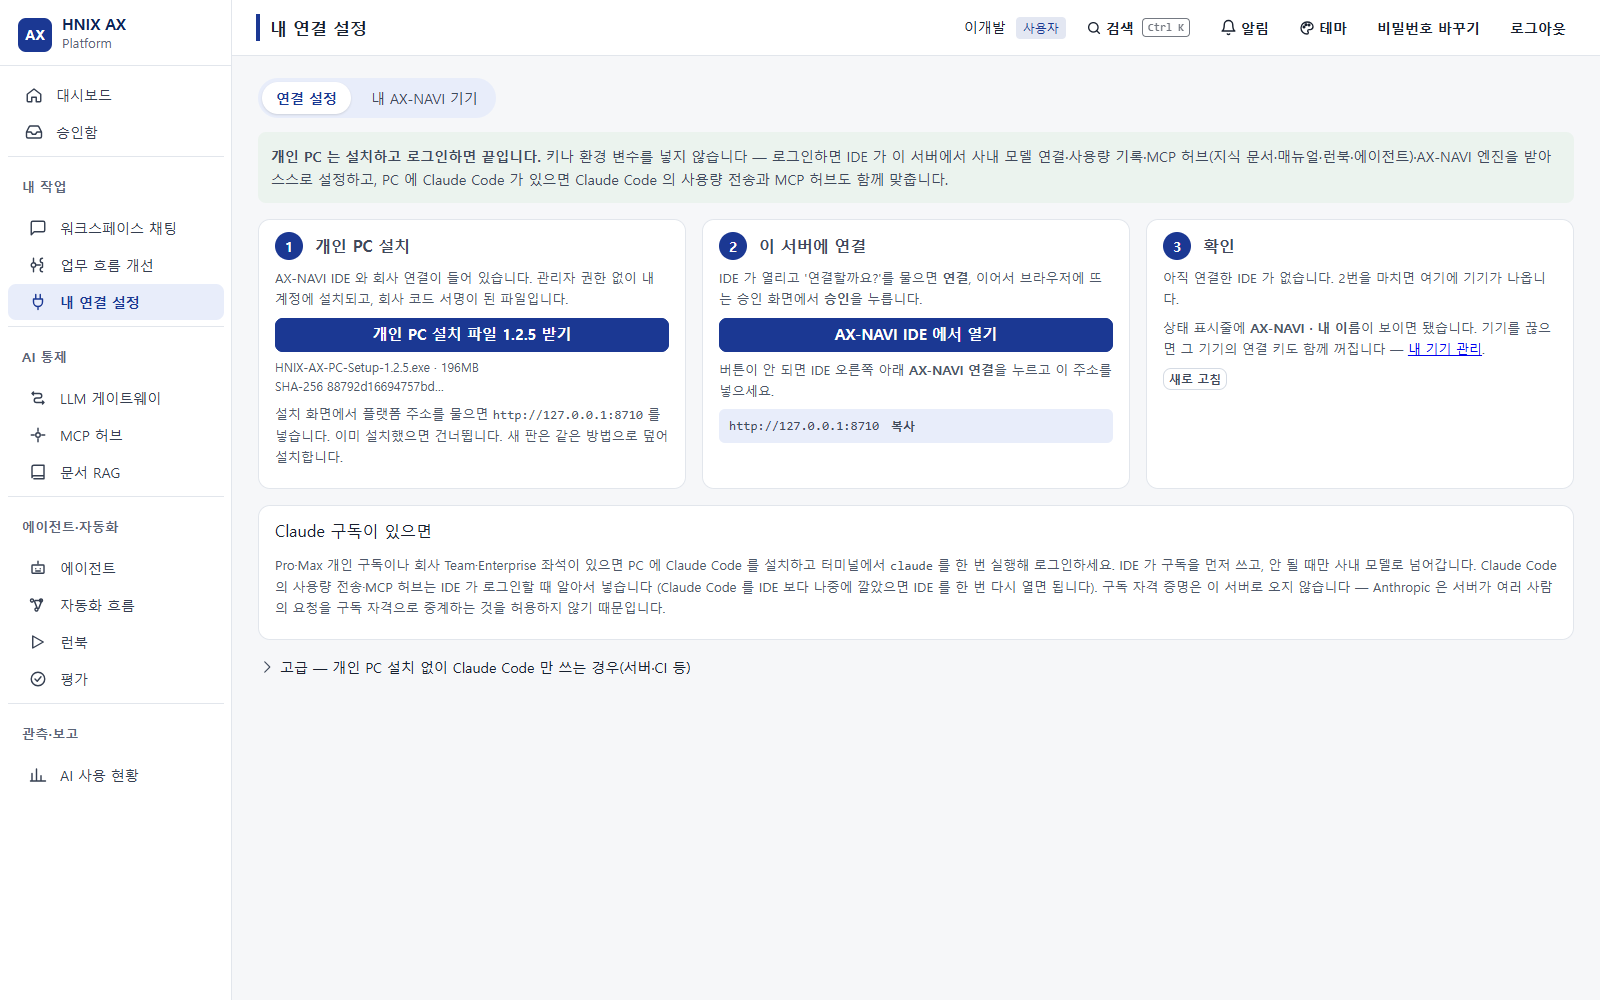 AX
HNIX AX
Platform
대시보드
승인함
내 작업
워크스페이스 채팅
업무 흐름 개선
내 연결 설정
AI 통제
LLM 게이트웨이
MCP 허브
문서 RAG
에이전트·자동화
에이전트
자동화 흐름
런북
평가
관측·보고
AI 사용 현황
내 연결 설정
이개발 사용자 검색 Ctrl K 알림 테마 비밀번호 바꾸기 로그아웃
연결 설정 내 AX-NAVI 기기
개인 PC 는 설치하고 로그인하면 끝입니다. 키나 환경 변수를 넣지 않습니다 — 로그인하면 IDE 가 이 서버에서 사내 모델 연결·사용량 기록·MCP 허브(지식 문서·매뉴얼·런북·에이전트)·AX-NAVI 엔진을 받아
스스로 설정하고, PC 에 Claude Code 가 있으면 Claude Code 의 사용량 전송과 MCP 허브도 함께 맞춥니다.
1 개인 PC 설치
AX-NAVI IDE 와 회사 연결이 들어 있습니다. 관리자 권한 없이 내
계정에 설치되고, 회사 코드 서명이 된 파일입니다.
개인 PC 설치 파일 1.2.5 받기
HNIX-AX-PC-Setup-1.2.5.exe · 196MB
SHA-256 88792d16694757bd...
설치 화면에서 플랫폼 주소를 물으면 http://127.0.0.1:8710 를
넣습니다. 이미 설치했으면 건너뜁니다. 새 판은 같은 방법으로 덮어
설치합니다.
2 이 서버에 연결
IDE 가 열리고 '연결할까요?'를 물으면 연결, 이어서 브라우저에 뜨
는 승인 화면에서 승인을 누릅니다.
AX-NAVI IDE 에서 열기
버튼이 안 되면 IDE 오른쪽 아래 AX-NAVI 연결을 누르고 이 주소를
넣으세요.
http://127.0.0.1:8710 복사
3 확인
아직 연결한 IDE 가 없습니다. 2번을 마치면 여기에 기기가 나옵니
다.
상태 표시줄에 AX-NAVI · 내 이름이 보이면 됐습니다. 기기를 끊으
면 그 기기의 연결 키도 함께 꺼집니다 — 내 기기 관리.
새로 고침
Claude 구독이 있으면
Pro·Max 개인 구독이나 회사 Team·Enterprise 좌석이 있으면 PC 에 Claude Code 를 설치하고 터미널에서 claude 를 한 번 실행해 로그인하세요. IDE 가 구독을 먼저 쓰고, 안 될 때만 사내 모델로 넘어갑니다. Claude Code
의 사용량 전송·MCP 허브는 IDE 가 로그인할 때 알아서 넣습니다 (Claude Code 를 IDE 보다 나중에 깔았으면 IDE 를 한 번 다시 열면 됩니다). 구독 자격 증명은 이 서버로 오지 않습니다 — Anthropic 은 서버가 여러 사람
의 요청을 구독 자격으로 중계하는 것을 허용하지 않기 때문입니다.
고급 — 개인 PC 설치 없이 Claude Code 만 쓰는 경우(서버·CI 등)